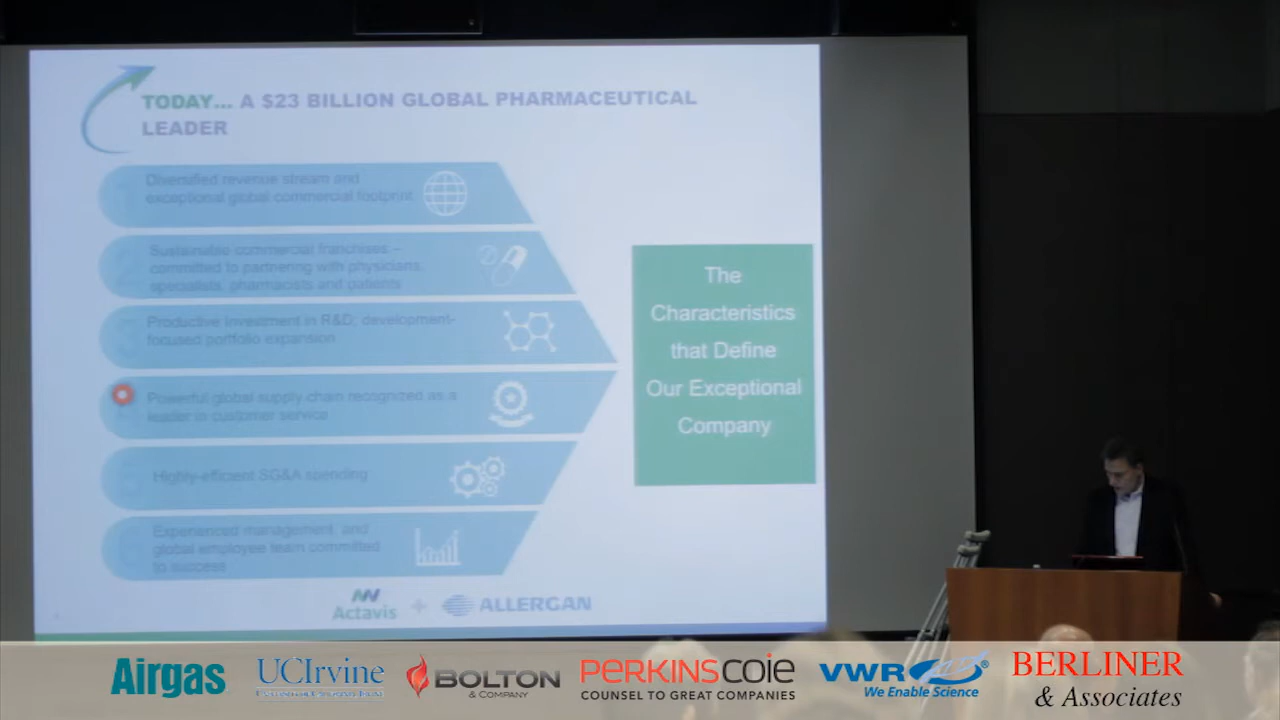 TODAY... A $23 BILLION GLOBAL PHARMACEUTICAL
LEADER
Diversified revenue stream and
exceptional global commercial footprint
Sustainable commercial franchises –
committed to partnering with physicians,
specialists, pharmacists and patients
Productive investment in R&D; development-
focused portfolio expansion
Powerful global supply chain recognized as a
leader in customer service
Highly-efficient SG&A spending
Experienced management and
global employee team committed
to success
The
Characteristics
that Define
Our Exceptional
Company
Actavis + ALLERGAN
Airgas
UCIrvine
BOLTON
& COMPANY
PERKINSCOIE
COUNSEL TO GREAT COMPANIES
VWR
We Enable Science
BERLINER
& Associates